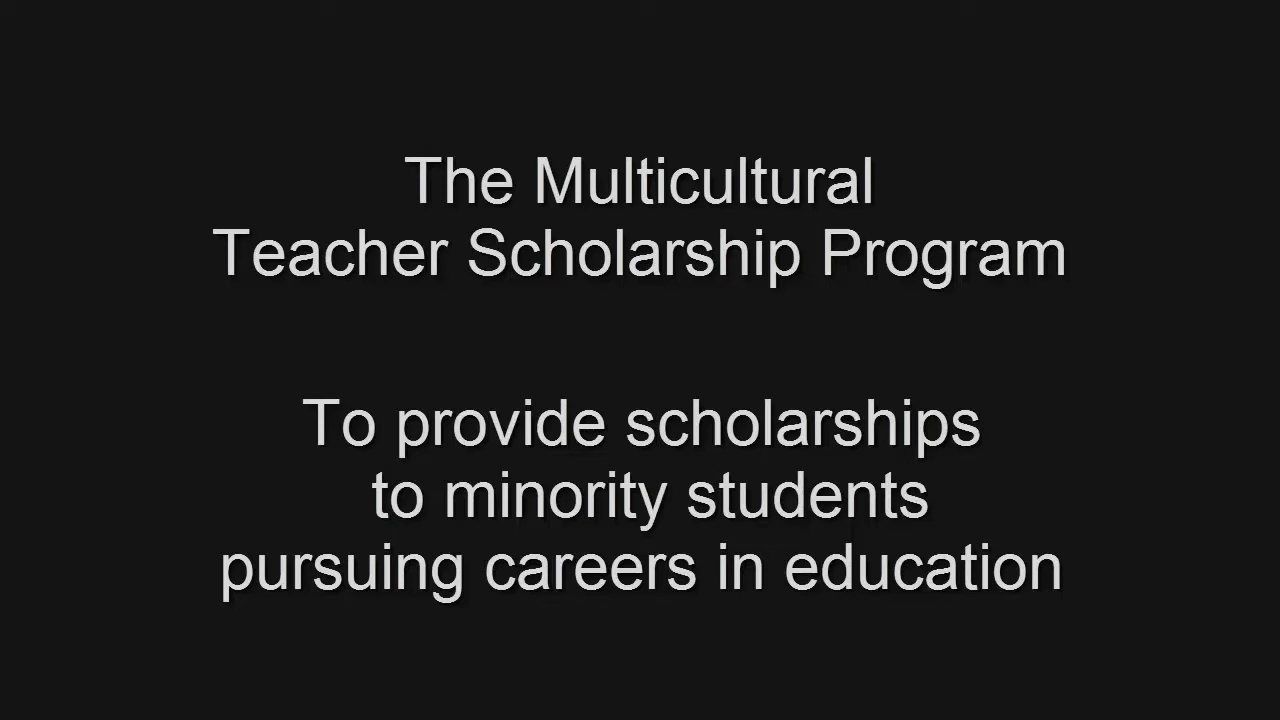 The Multicultural
Teacher Scholarship Program
To provide scholarships
to minority students
pursuing careers in education